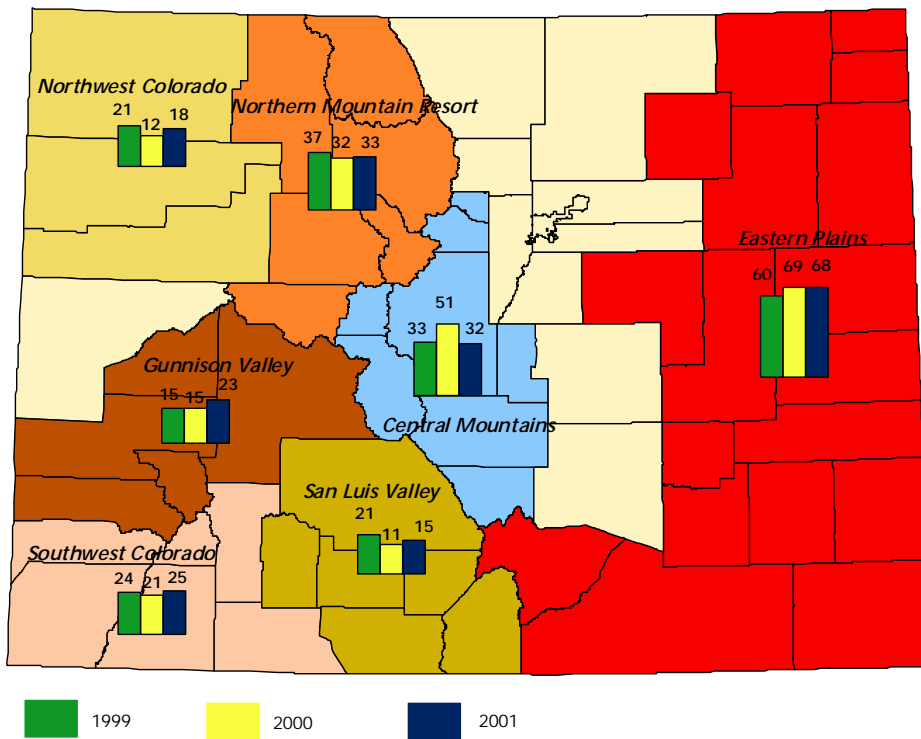 Northwest Colorado
21 12 18
Northern Mountain Resort
37 32 33
Eastern Plains
60 69 68
51
33 32
Central Mountains
Gunnison Valley
23
15 15
San Luis Valley
21 11 15
Southwest Colorado
24 21 25
1999 2000 2001